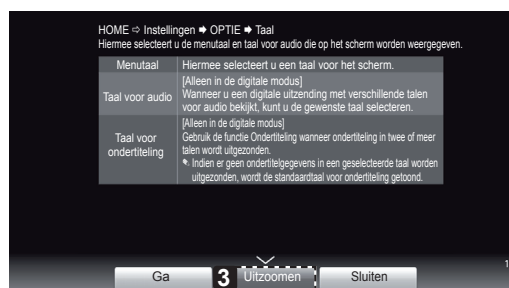 HOME ⇨ Instellingen ➡ OPTIE ➡ Taal
Hiermee selecteert u de menutaal en taal voor audio die op het scherm worden weergegeven.
Menutaal
Hiermee selecteert u een taal voor het scherm.
Taal voor audio
[Alleen in de digitale modus]
Wanneer u een digitale uitzending met verschillende talen
voor audio bekijkt, kunt u de gewenste taal selecteren.
Taal voor
ondertiteling
[Alleen in de digitale modus]
Gebruik de functie Ondertiteling wanneer ondertiteling in twee of meer
talen wordt uitgezonden.
✎ Indien er geen ondertitelgegevens in een geselecteerde taal worden
uitgezonden, wordt de standaardtaal voor ondertiteling getoond.
1
Ga
3
Uitzoomen
Sluiten